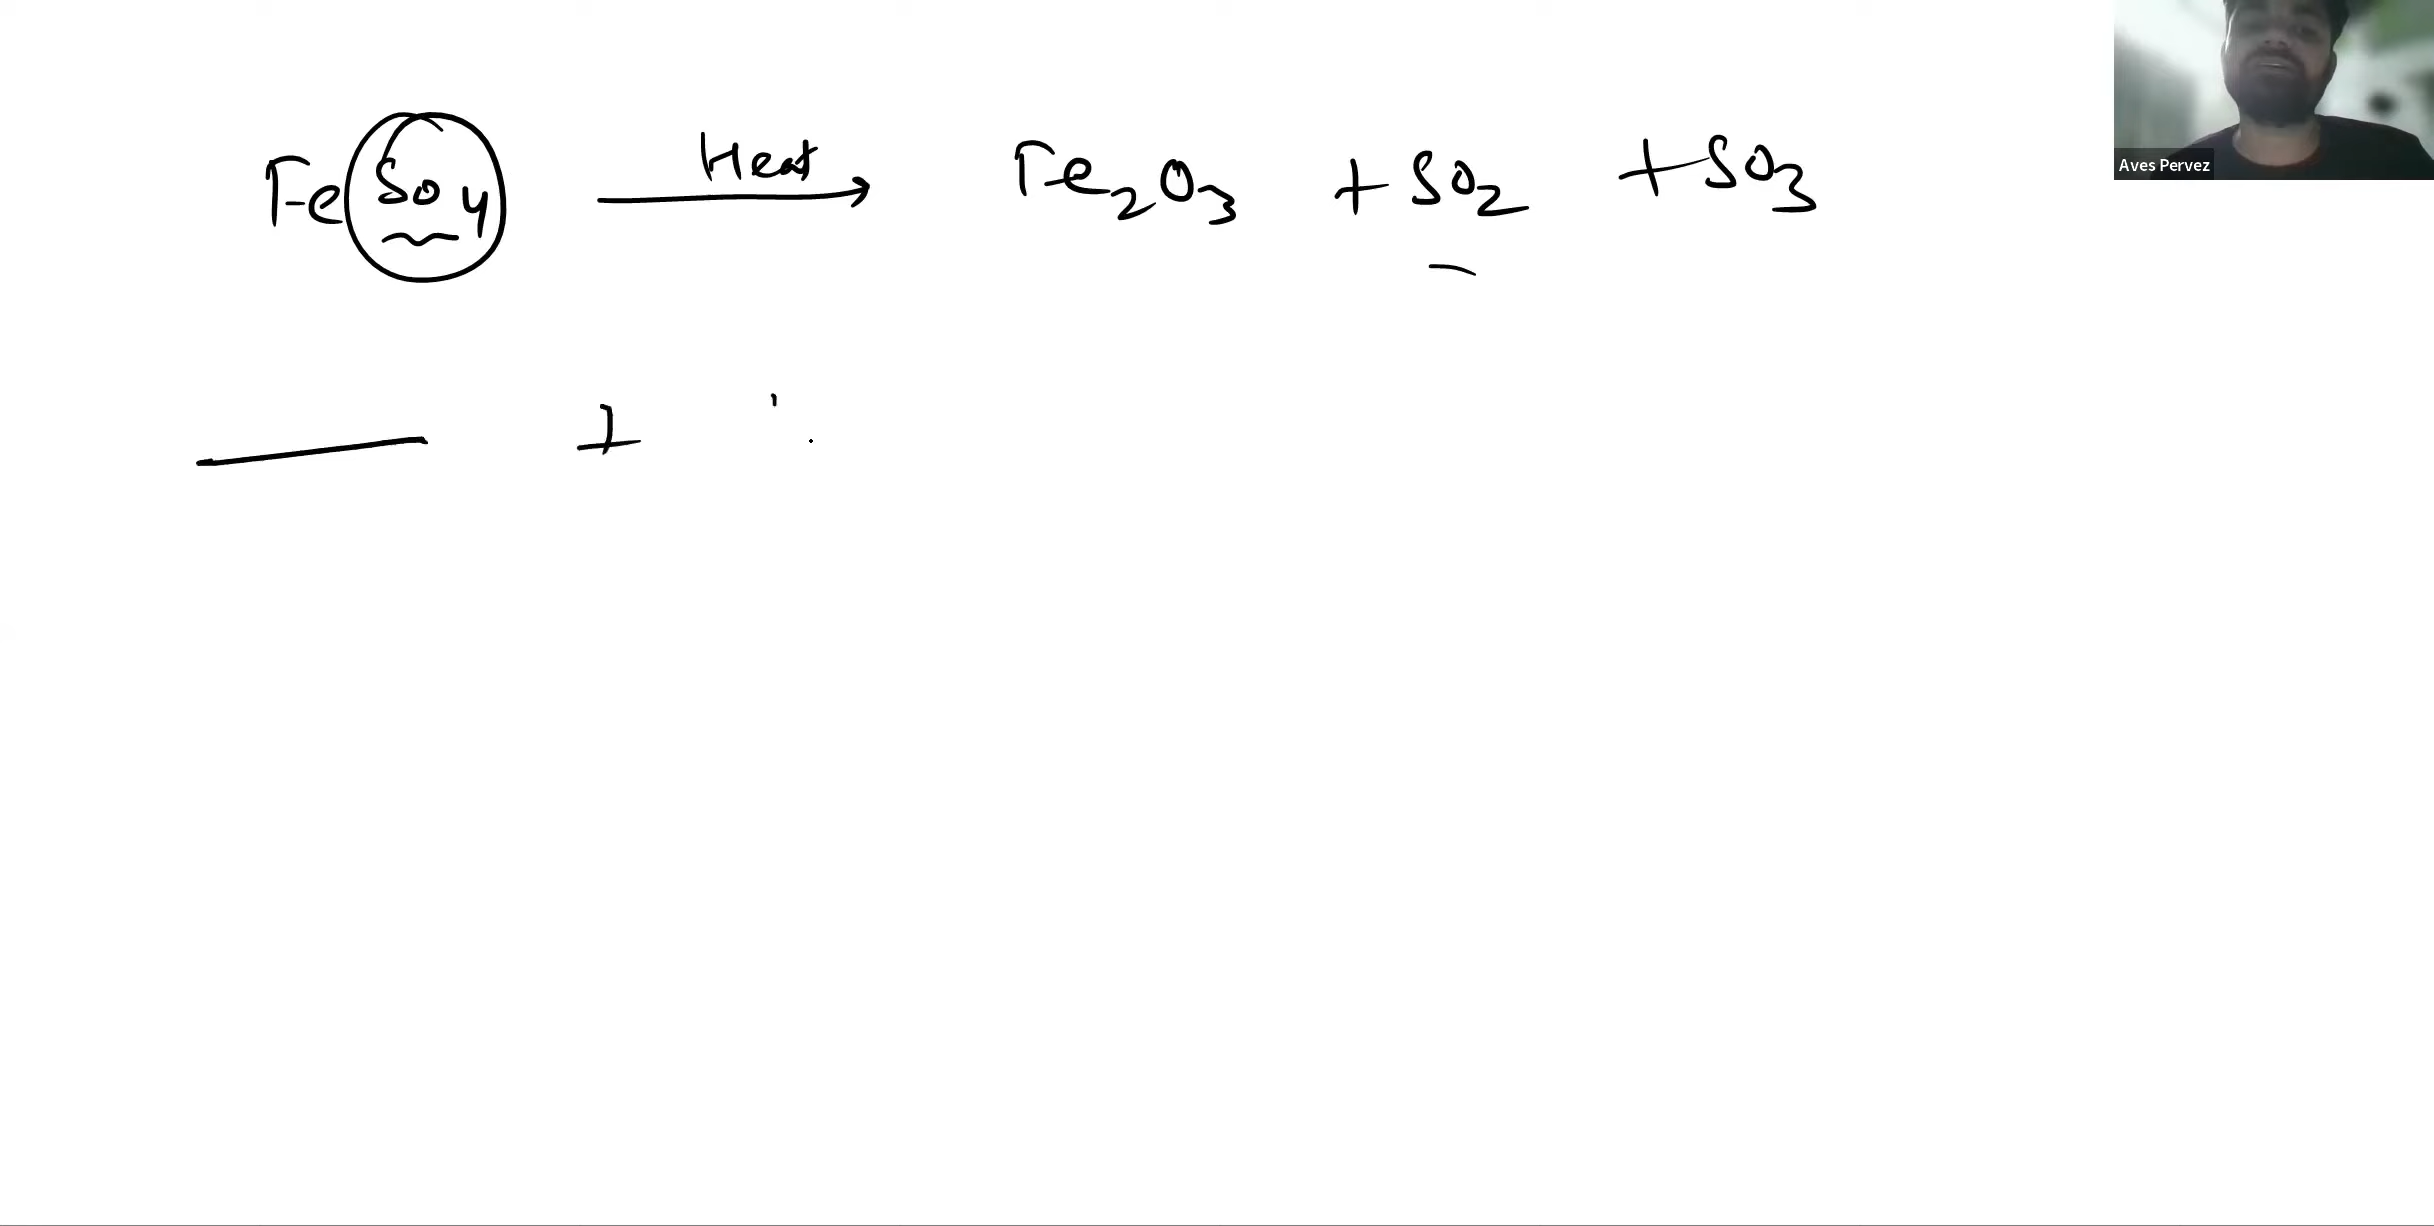 FeSO4 Heat → Fe2O3 + SO2 + SO3
Aves Pervez
+